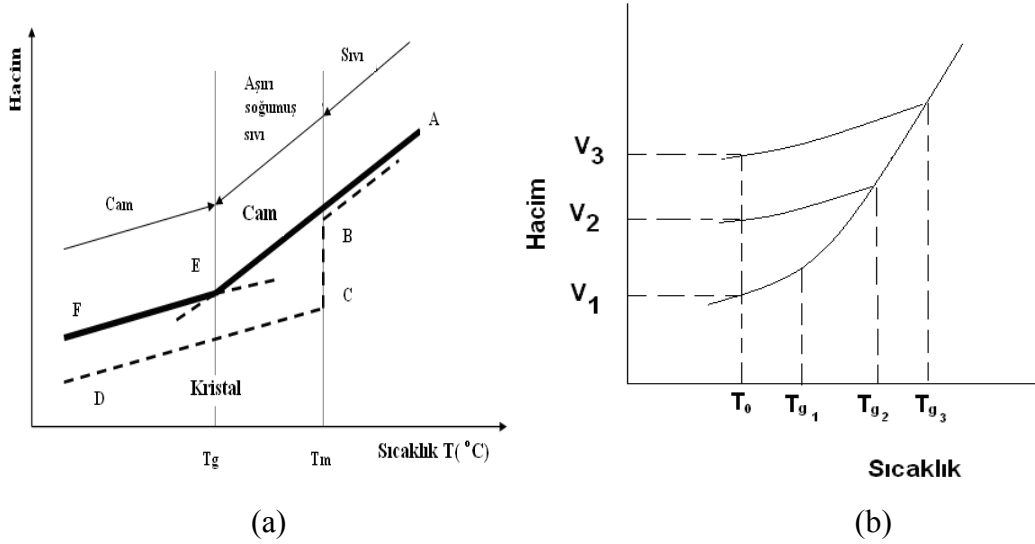 Hacim
Sıvı
Aşırı
soğumuş
sıvı
A
Cam
Cam
B
E
C
F
D
Kristal
Tg
Tm
Sıcaklık T(°C)
(a)
Hacim
V3
V2
V1
To
Tg1
Tg2
Tg3
Sıcaklık
(b)